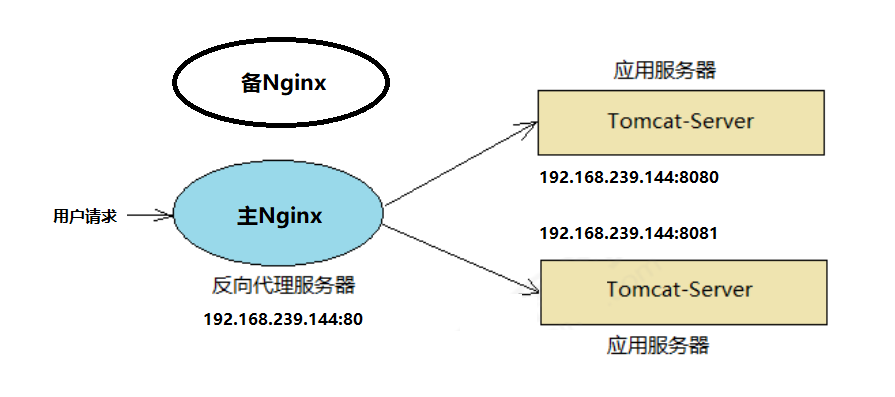 备Nginx
应用服务器
Tomcat-Server
192.168.239.144:8080
用户请求
主Nginx
192.168.239.144:8081
反向代理服务器
Tomcat-Server
192.168.239.144:80
应用服务器